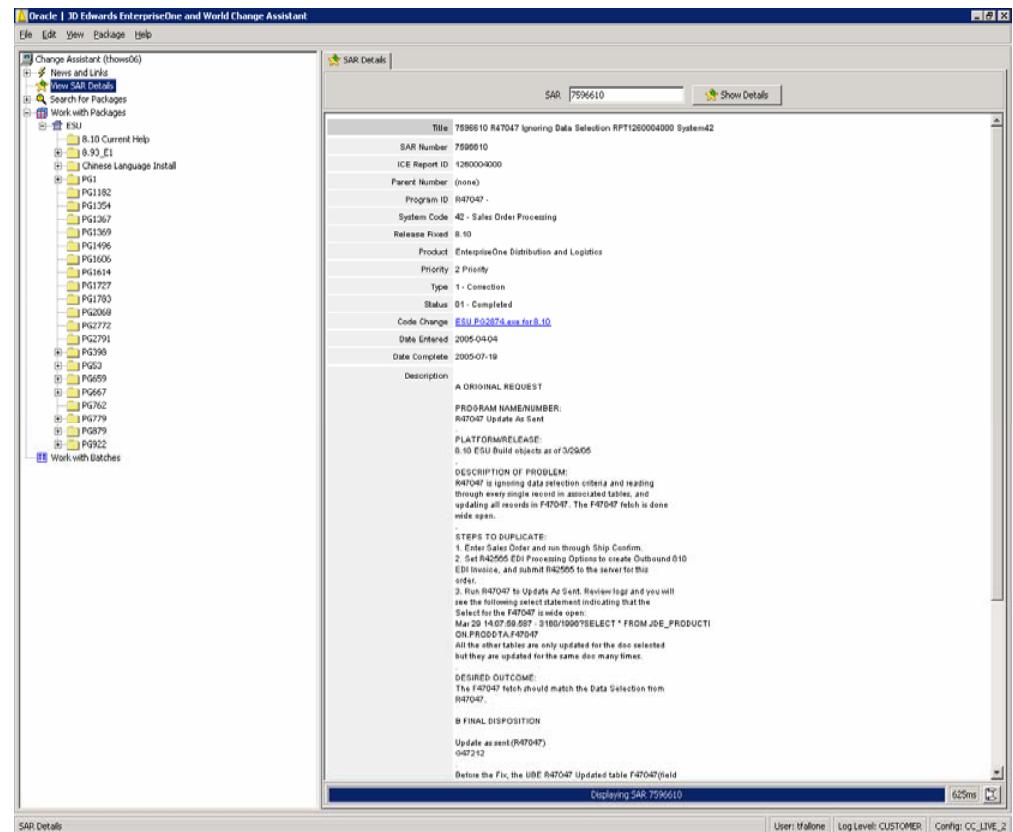 Oracle | JD Edwards EnterpriseOne and World Change Assistant
File Edit View Package Help
Change Assistant (thows06)
News and Links
View SAR Details
Search for Packages
Work with Packages
ESU
8.10 Current Help
8.93_E1
Chinese Language Install
PG1
PG1182
PG1354
PG1367
PG1369
PG1496
PG1606
PG1614
PG1727
PG1783
PG2068
PG2772
PG2791
PG398
PG53
PG659
PG667
PG762
PG779
PG879
PG922
Work with Batches
SAR Details
SAR 7596610 Show Details
Title 7596610 R47047 Ignoring Data Selection RPT1260004000 System42
SAR Number 7596610
ICE Report ID 1260004000
Parent Number (none)
Program ID R47047 -
System Code 42 - Sales Order Processing
Release Fixed 8.10
Product EnterpriseOne Distribution and Logistics
Priority 2 Priority
Type 1 - Correction
Status 01 - Completed
Code Change ESU PG2874.exe for 8.10
Date Entered 2005-04-04
Date Complete 2005-07-19
Description
A ORIGINAL REQUEST
PROGRAM NAME/NUMBER:
R47047 Update As Sent
.
PLATFORM/RELEASE:
8.10 ESU Build objects as of 3/29/05
.
DESCRIPTION OF PROBLEM:
R47047 is ignoring data selection criteria and reading
through every single record in associated tables, and
updating all records in F47047. The F47047 fetch is done
wide open.
.
STEPS TO DUPLICATE:
1. Enter Sales Order and run through Ship Confirm.
2. Set R42565 EDI Processing Options to create Outbound 810
EDI Invoice, and submit R42565 to the server for this
order.
3. Run R47047 to Update As Sent. Review logs and you will
see the following select statement indicating that the
Select for the F47047 is wide open:
Mar 29 14:07:59.587 - 3160/1996?SELECT * FROM JDE_PRODUCTI
ON.PRODDTA.F47047
All the other tables are only updated for the doc selected
but they are updated for the same doc many times.
.
DESIRED OUTCOME:
The F47047 fetch should match the Data Selection from
R47047.
B FINAL DISPOSITION
Update as sent (R47047)
G47212
Before the Fix, the UBE R47047 Updated table F47047(field
Displaying SAR 7596610
625ms
SAR Details
User: tfallone Log Level: CUSTOMER Config: CC_LIVE_2